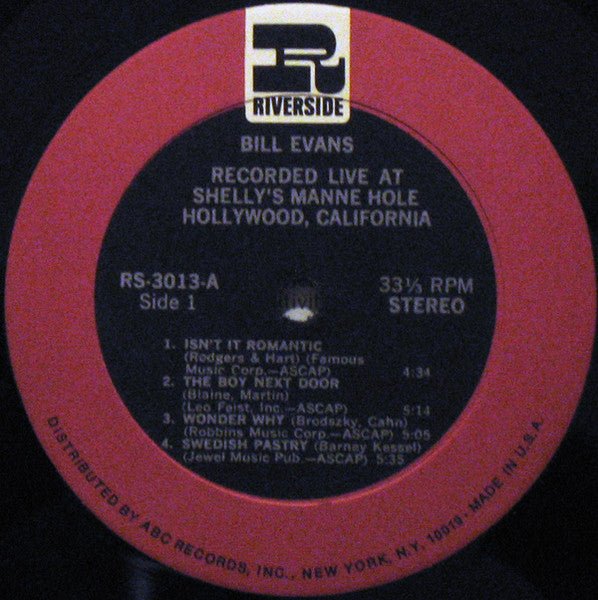 R
RIVERSIDE
BILL EVANS
RECORDED LIVE AT
SHELLY'S MANNE HOLE
HOLLYWOOD, CALIFORNIA
RS-3013-A
Side 1
33⅓ RPM
STEREO
1. ISN'T IT ROMANTIC
(Rodgers & Hart) (Famous
Music Corp.—ASCAP) 4:34
2. THE BOY NEXT DOOR
(Blaine, Martin)
(Leo Feist, Inc.—ASCAP) 5:14
3. WONDER WHY (Brodszky, Cahn)
(Robbins Music Corp.—ASCAP) 5:05
4. SWEDISH PASTRY (Barney Kessel)
(Jewel Music Pub.—ASCAP) 5:35
DISTRIBUTED BY ABC RECORDS, INC., NEW YORK, N.Y. 10019 - MADE IN U.S.A.